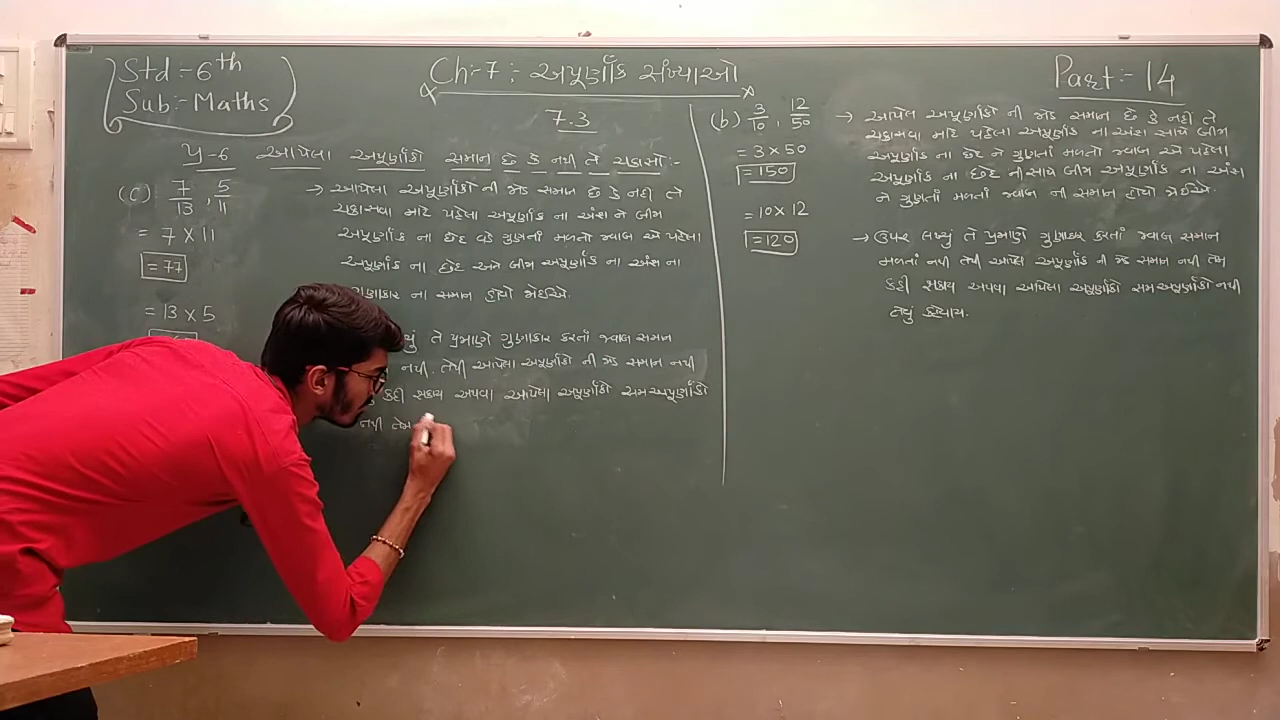 Std :- 6th
Sub :- Maths
Ch:-7 : અપૂર્ણાંક સંખ્યાઓ
Part :- 14
7.3
પ્ર-6 આપેલા અપૂર્ણાંકો સમાન છે કે નથી તે ચકાસો:-
(C) 7/13 , 5/11
= 7 × 11
= 77
= 13 × 5
→ આપેલા અપૂર્ણાંકો ની જોડ સમાન છે કે નહી તે
ચકાસવા માટે પહેલા અપૂર્ણાંક ના અંશ ને બીજા
અપૂર્ણાંક ના છેદ વડે ગુણતાં મળતો જવાબ એ પહેલા
અપૂર્ણાંક ના છેદ અને બીજા અપૂર્ણાંક ના અંશ ના
ગુણાકાર ના સમાન હોવો જોઈએ.
તે પ્રમાણે ગુણાકાર કરતાં જવાબ સમાન
નથી. તેથી આપેલા અપૂર્ણાંકો ની જોડ સમાન નથી
કહી શકાય અથવા આપેલા અપૂર્ણાંકો સમઅપૂર્ણાંકો
નથી તેમ
(b) 3/10 , 12/50
= 3 × 50
= 150
= 10 × 12
= 120
→ આપેલ અપૂર્ણાંકો ની જોડ સમાન છે કે નહી તે
ચકાસવા માટે પહેલા અપૂર્ણાંક ના અંશ સાથે બીજા
અપૂર્ણાંક ના છેદ ને ગુણતાં મળતો જવાબ એ પહેલા
અપૂર્ણાંક ના છેદ ની સાથે બીજા અપૂર્ણાંક ના અંશ
ને ગુણતાં મળતાં જવાબ ની સમાન હોવો જોઈએ.
→ ઉપર લખ્યું તે પ્રમાણે ગુણાકાર કરતાં જવાબ સમાન
મળતાં નથી તેથી આપેલ અપૂર્ણાંક ની જોડ સમાન નથી તેમ
કહી શકાય અથવા આપેલા અપૂર્ણાંકો સમઅપૂર્ણાંકો નથી
તેવું કહેવાય.